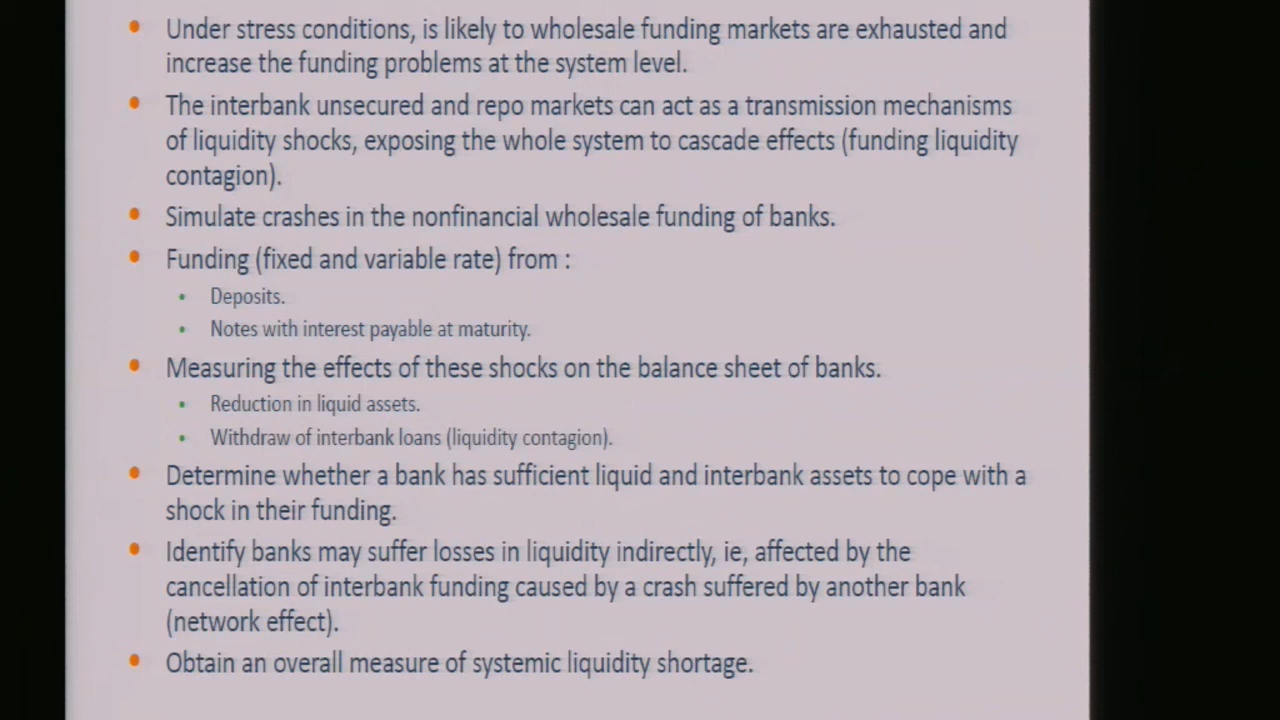 • Under stress conditions, is likely to wholesale funding markets are exhausted and
increase the funding problems at the system level.
• The interbank unsecured and repo markets can act as a transmission mechanisms
of liquidity shocks, exposing the whole system to cascade effects (funding liquidity
contagion).
• Simulate crashes in the nonfinancial wholesale funding of banks.
• Funding (fixed and variable rate) from :
• Deposits.
• Notes with interest payable at maturity.
• Measuring the effects of these shocks on the balance sheet of banks.
• Reduction in liquid assets.
• Withdraw of interbank loans (liquidity contagion).
• Determine whether a bank has sufficient liquid and interbank assets to cope with a
shock in their funding.
• Identify banks may suffer losses in liquidity indirectly, ie, affected by the
cancellation of interbank funding caused by a crash suffered by another bank
(network effect).
• Obtain an overall measure of systemic liquidity shortage.